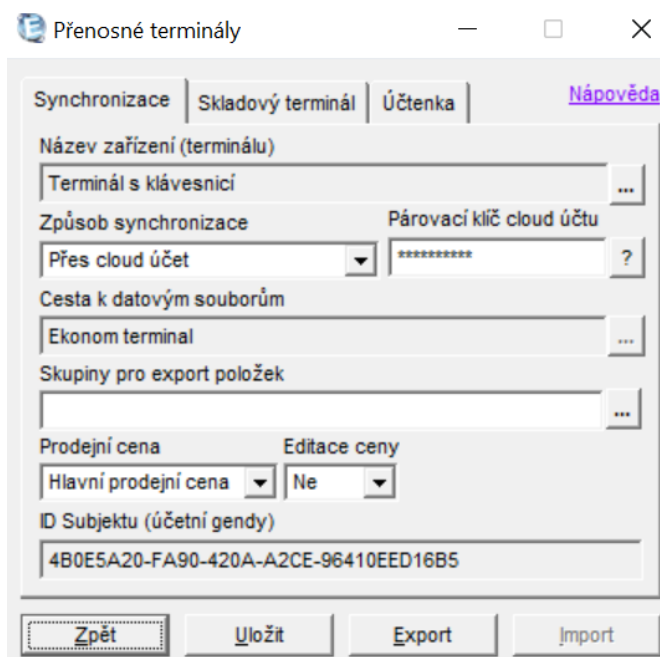 Přenosné terminály
Synchronizace Skladový terminál Účtenka Nápověda
Název zařízení (terminálu)
Terminál s klávesnicí ...
Způsob synchronizace Párovací klíč cloud účtu
Přes cloud účet ********** ?
Cesta k datovým souborům
Ekonom terminal ...
Skupiny pro export položek
...
Prodejní cena Editace ceny
Hlavní prodejní cena Ne
ID Subjektu (účetní gendy)
4B0E5A20-FA90-420A-A2CE-96410EED16B5
Zpět Uložit Export Import